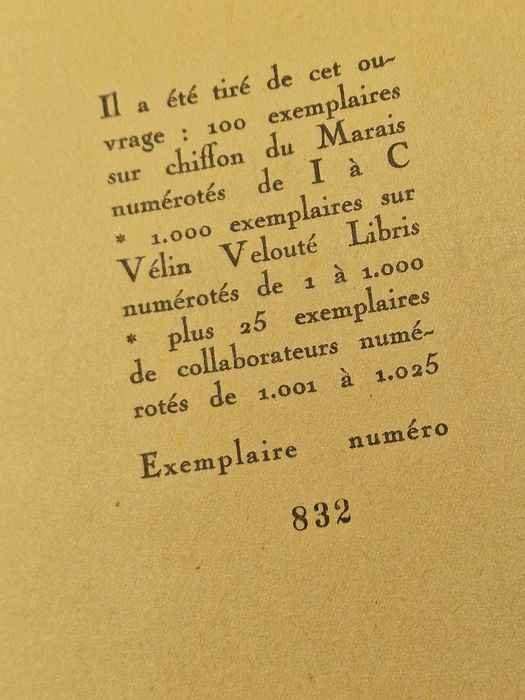 Il a été tiré de cet ou-
vrage : 100 exemplaires
sur chiffon du Marais
numérotés de I à C
* 1.000 exemplaires sur
Vélin Velouté Libris
numérotés de 1 à 1.000
* plus 25 exemplaires
de collaborateurs numé-
rotés de 1.001 à 1.025
Exemplaire numéro
832